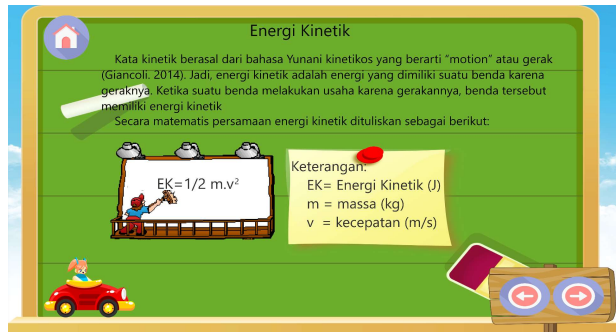 Energi Kinetik
Kata kinetik berasal dari bahasa Yunani kinetikos yang berarti “motion” atau gerak
(Giancoli. 2014). Jadi, energi kinetik adalah energi yang dimiliki suatu benda karena
geraknya. Ketika suatu benda melakukan usaha karena gerakannya, benda tersebut
memiliki energi kinetik
Secara matematis persamaan energi kinetik dituliskan sebagai berikut:
EK=1/2 m.v²
Keterangan:
EK= Energi Kinetik (J)
m = massa (kg)
v = kecepatan (m/s)